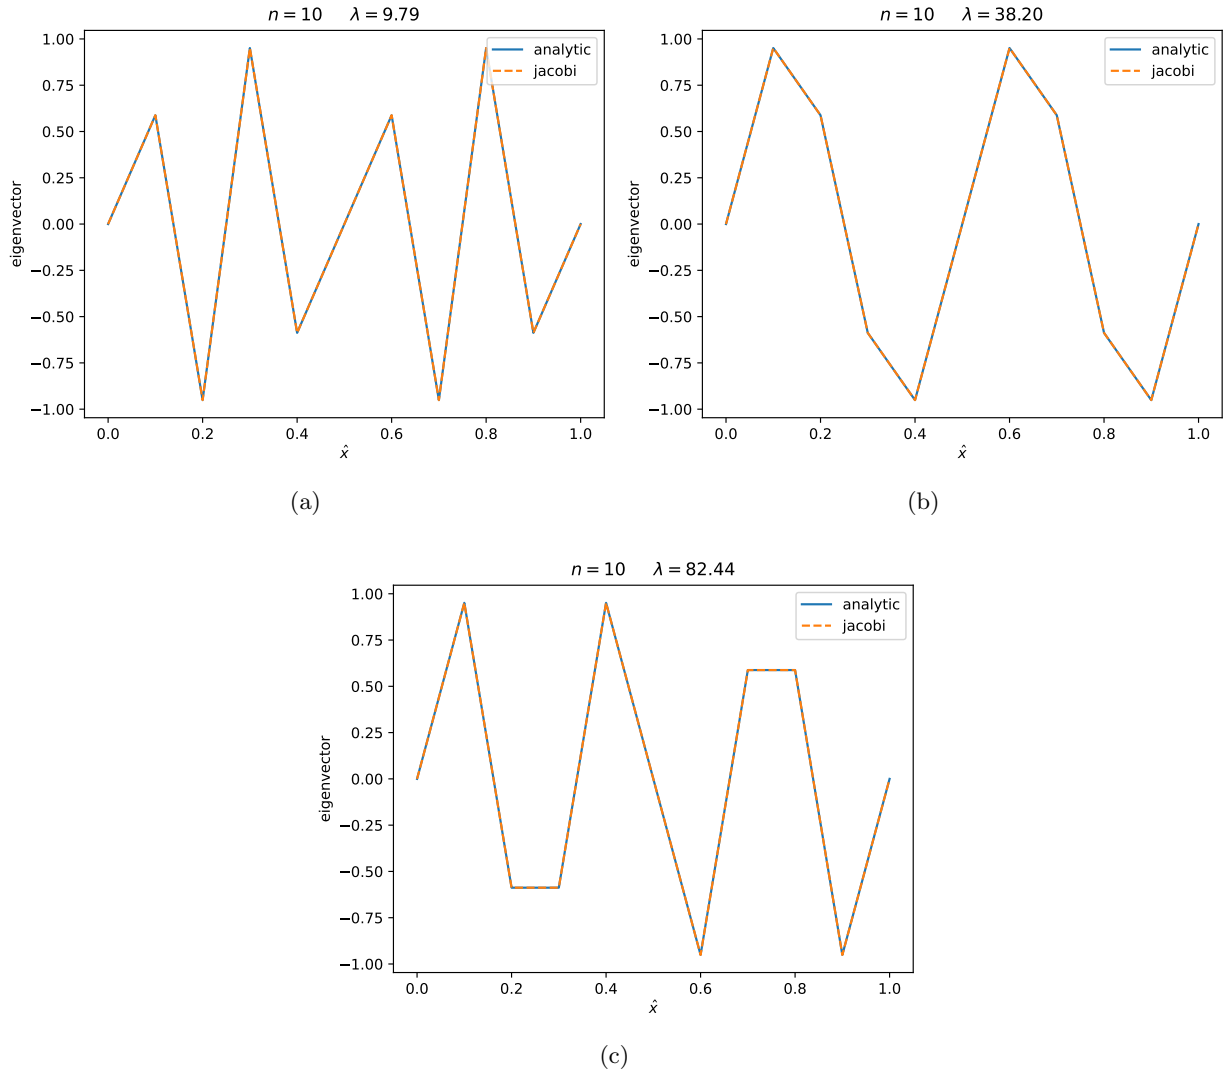 n = 10 λ = 9.79
1.00
0.75
0.50
0.25
0.00
−0.25
−0.50
−0.75
−1.00
eigenvector
analytic
jacobi
0.0 0.2 0.4 0.6 0.8 1.0
x̂
(a)
n = 10 λ = 38.20
1.00
0.75
0.50
0.25
0.00
−0.25
−0.50
−0.75
−1.00
eigenvector
analytic
jacobi
0.0 0.2 0.4 0.6 0.8 1.0
x̂
(b)
n = 10 λ = 82.44
1.00
0.75
0.50
0.25
0.00
−0.25
−0.50
−0.75
−1.00
eigenvector
analytic
jacobi
0.0 0.2 0.4 0.6 0.8 1.0
x̂
(c)